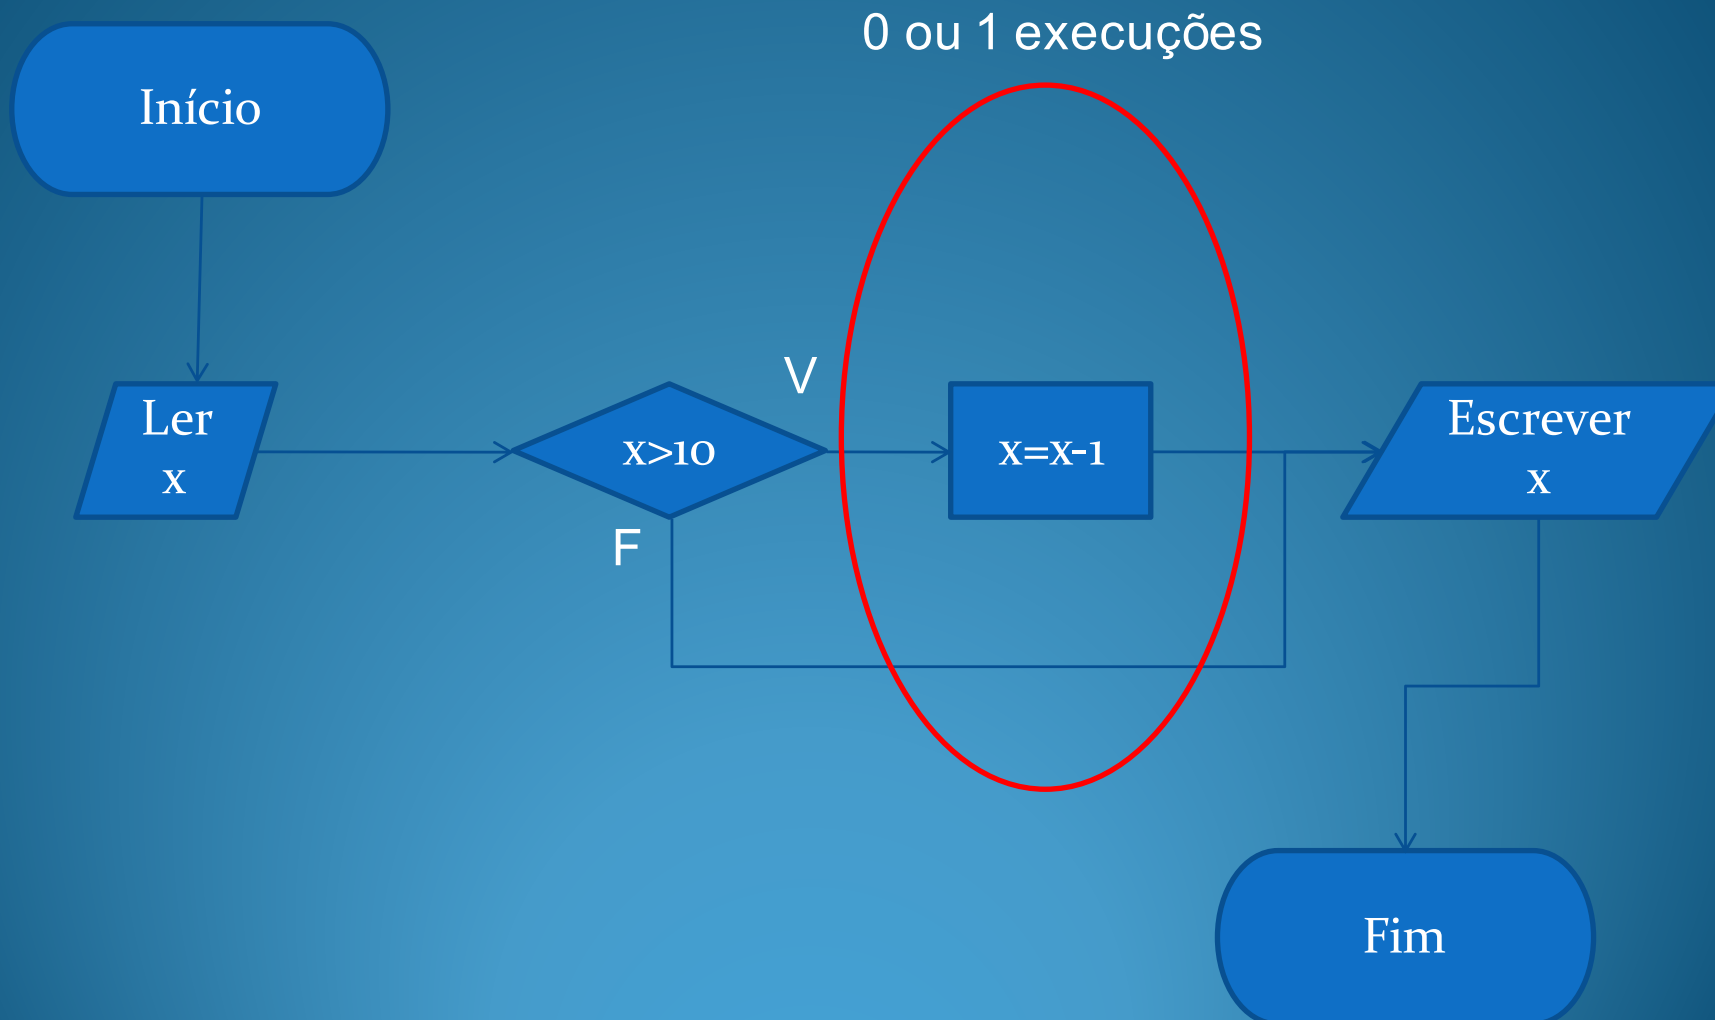 0 ou 1 execuções
Início
V
Ler
x
x>10
x=x-1
Escrever
x
F
Fim